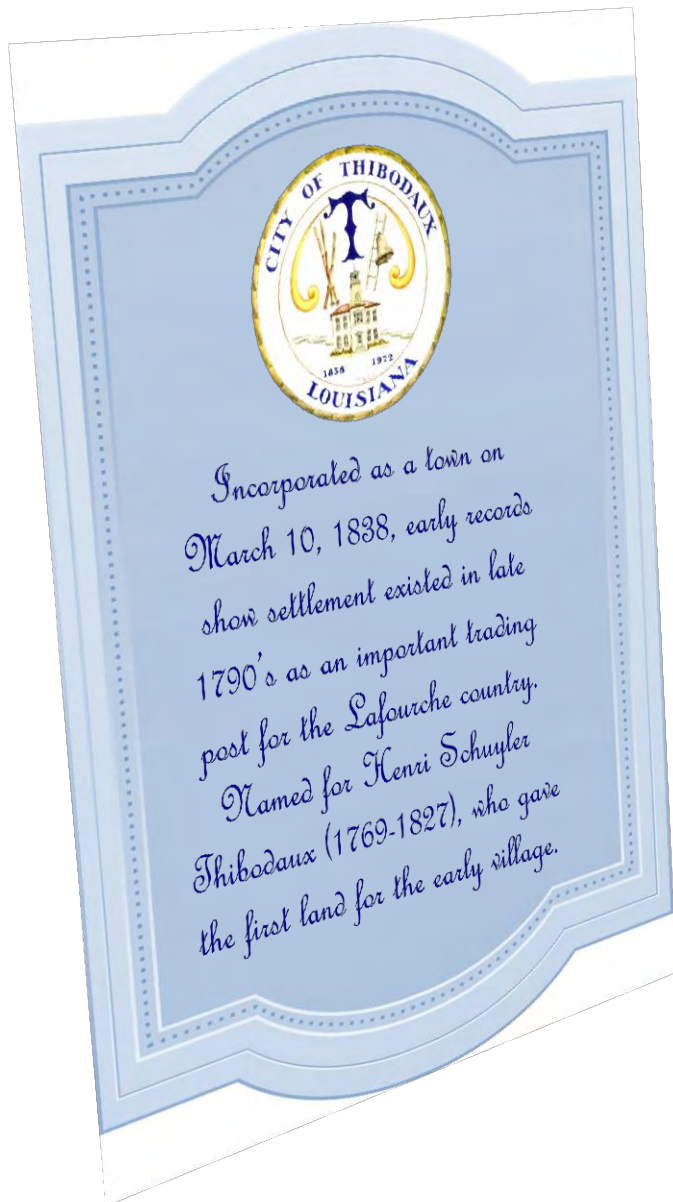 CITY OF THIBODAUX
T
1838 1972
LOUISIANA
Incorporated as a town on
March 10, 1838, early records
show settlement existed in late
1790's as an important trading
post for the Lafourche country.
Named for Henri Schuyler
Thibodaux (1769-1827), who gave
the first land for the early village.